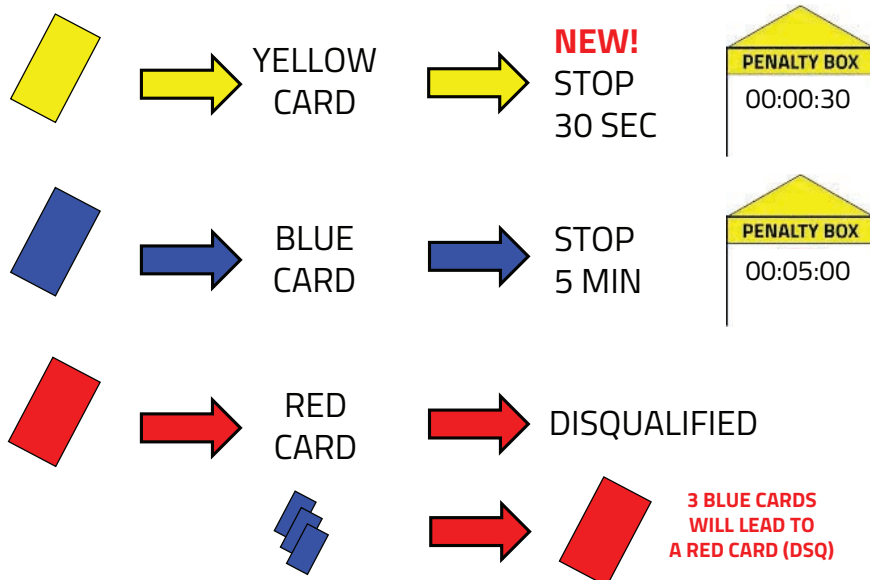 YELLOW
CARD
NEW!
STOP
30 SEC
PENALTY BOX
00:00:30
BLUE
CARD
STOP
5 MIN
PENALTY BOX
00:05:00
RED
CARD
DISQUALIFIED
3 BLUE CARDS
WILL LEAD TO
A RED CARD (DSQ)